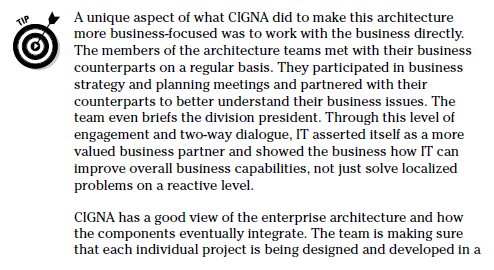 TIP
A unique aspect of what CIGNA did to make this architecture
more business-focused was to work with the business directly.
The members of the architecture teams met with their business
counterparts on a regular basis. They participated in business
strategy and planning meetings and partnered with their
counterparts to better understand their business issues. The
team even briefs the division president. Through this level of
engagement and two-way dialogue, IT asserted itself as a more
valued business partner and showed the business how IT can
improve overall business capabilities, not just solve localized
problems on a reactive level.
CIGNA has a good view of the enterprise architecture and how
the components eventually integrate. The team is making sure
that each individual project is being designed and developed in a